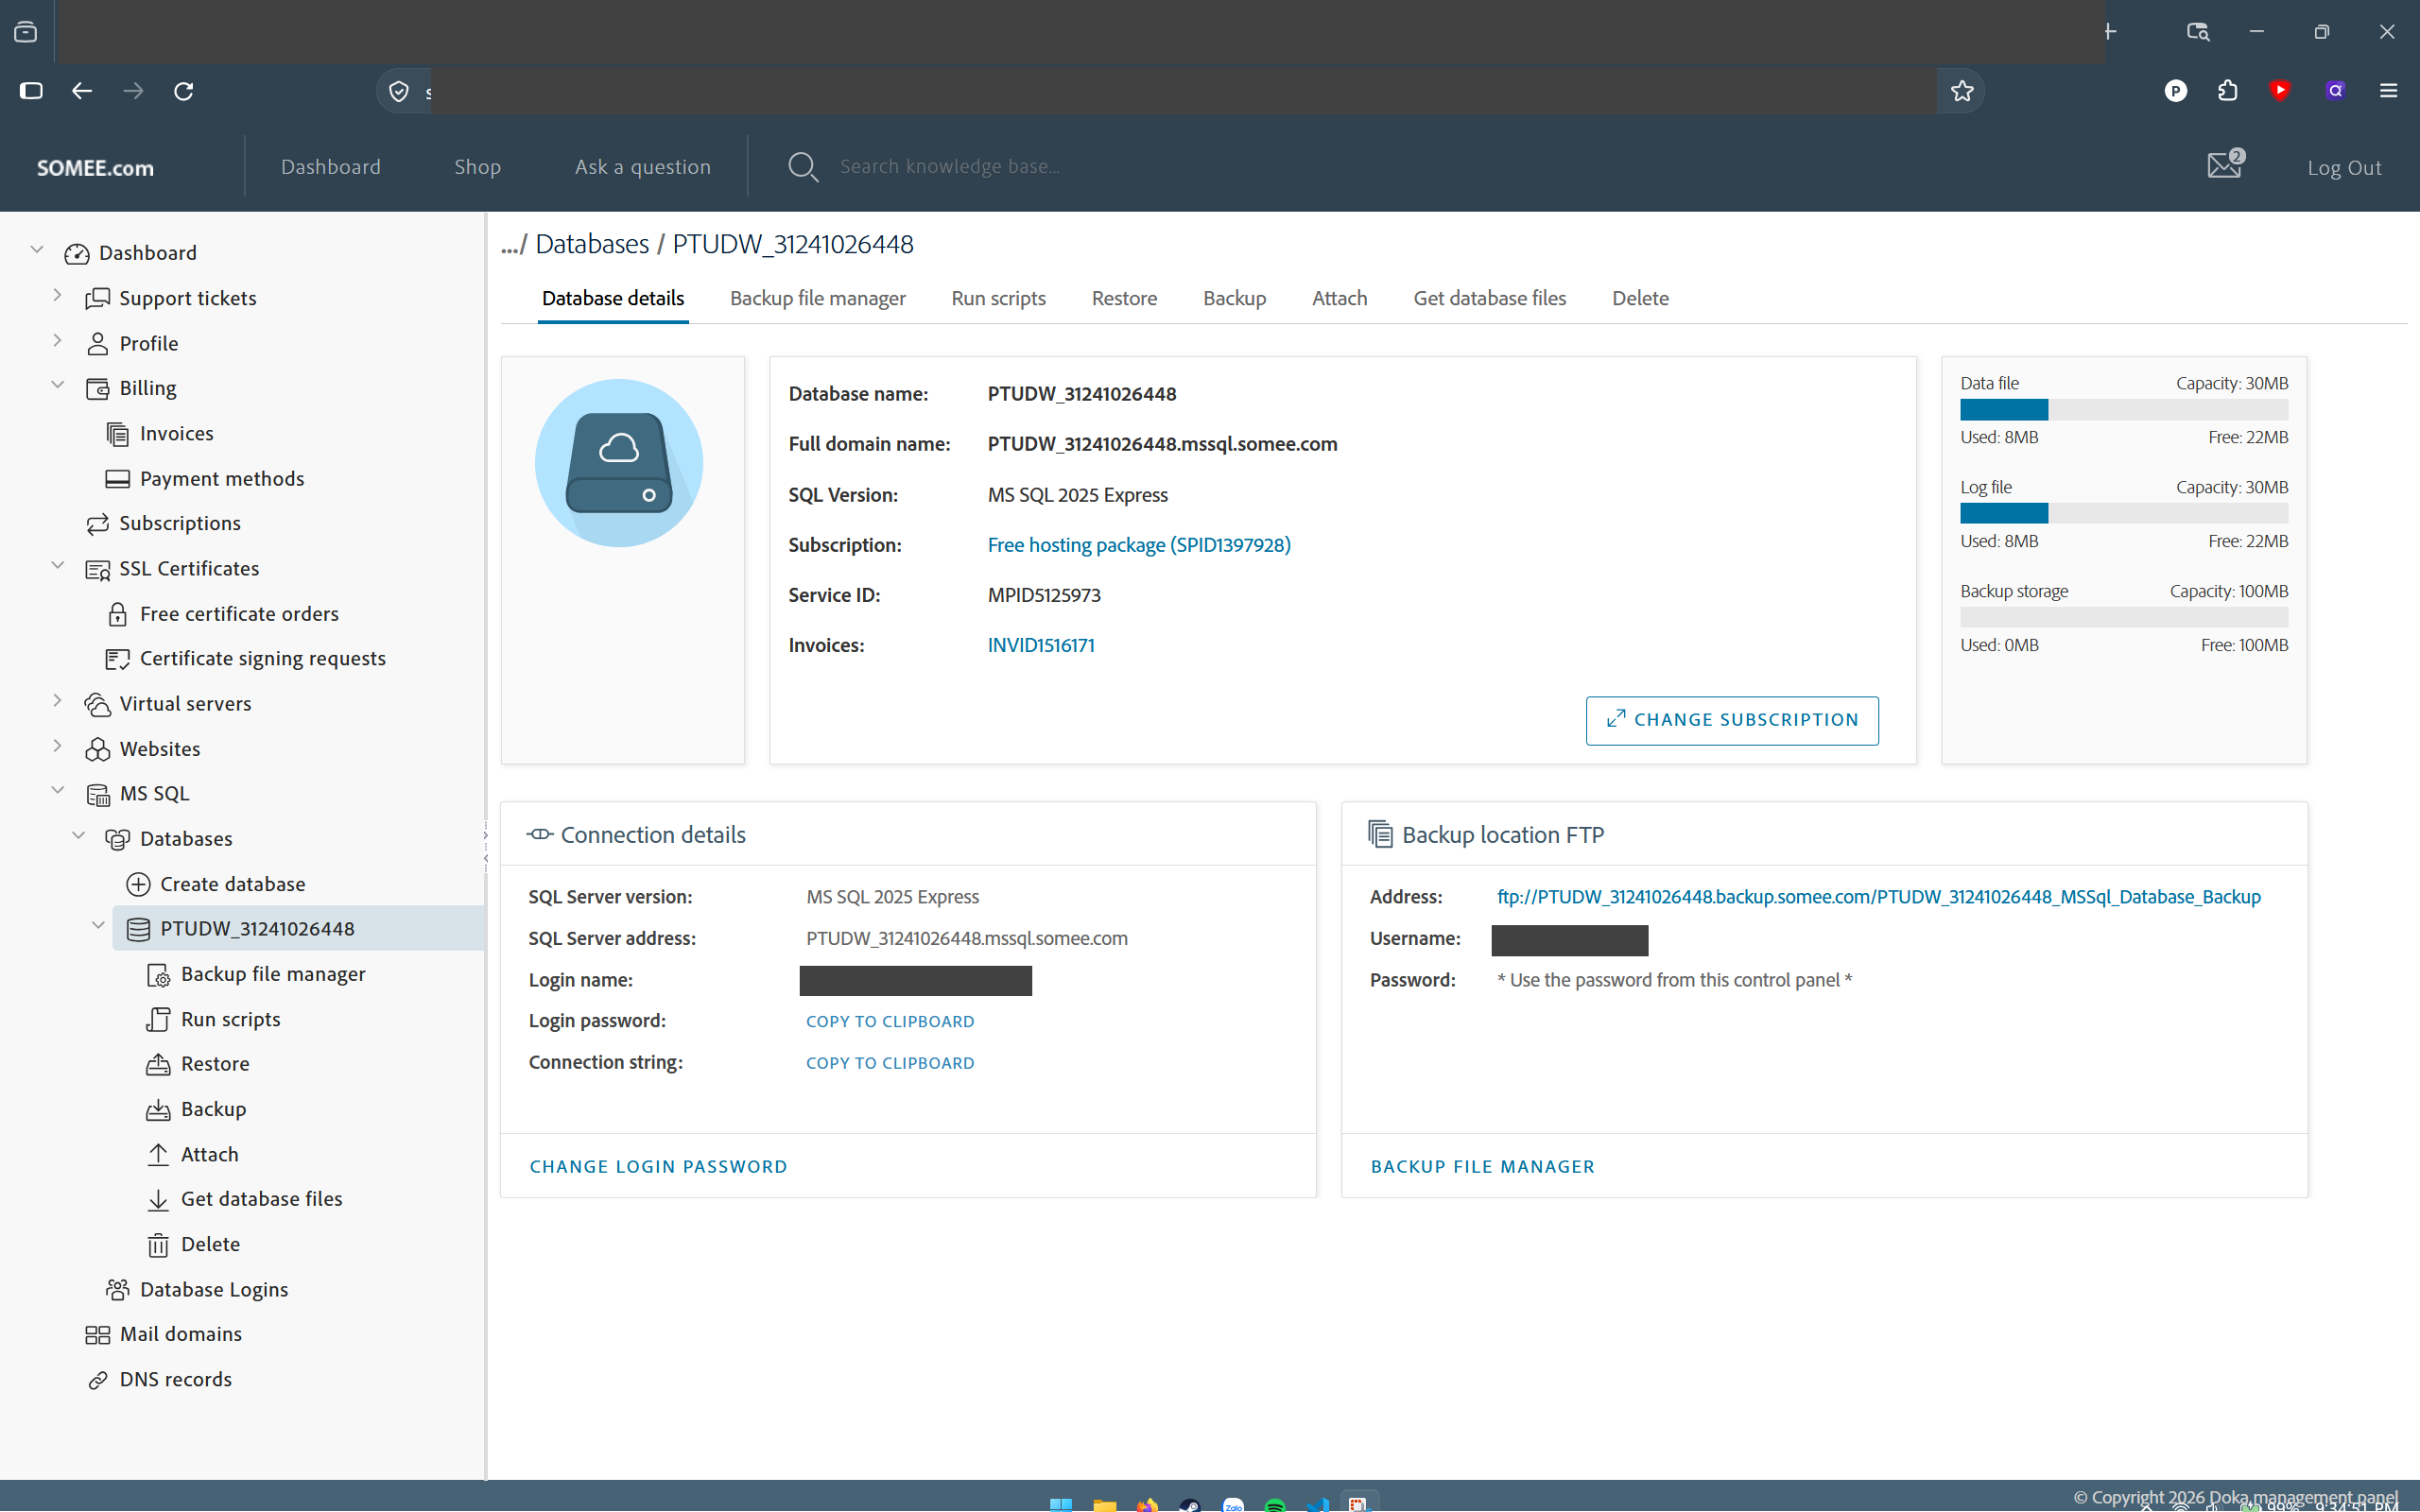 SOMEE.com
Dashboard
Shop
Ask a question
Search knowledge base...
2
Log Out
Dashboard
Support tickets
Profile
Billing
Invoices
Payment methods
Subscriptions
SSL Certificates
Free certificate orders
Certificate signing requests
Virtual servers
Websites
MS SQL
Databases
Create database
PTUDW_31241026448
Backup file manager
Run scripts
Restore
Backup
Attach
Get database files
Delete
Database Logins
Mail domains
DNS records
.../ Databases / PTUDW_31241026448
Database details
Backup file manager
Run scripts
Restore
Backup
Attach
Get database files
Delete
Database name: PTUDW_31241026448
Full domain name: PTUDW_31241026448.mssql.somee.com
SQL Version: MS SQL 2025 Express
Subscription: Free hosting package (SPID1397928)
Service ID: MPID5125973
Invoices: INVID1516171
CHANGE SUBSCRIPTION
Data file Capacity: 30MB
Used: 8MB Free: 22MB
Log file Capacity: 30MB
Used: 8MB Free: 22MB
Backup storage Capacity: 100MB
Used: 0MB Free: 100MB
Connection details
SQL Server version: MS SQL 2025 Express
SQL Server address: PTUDW_31241026448.mssql.somee.com
Login name:
Login password: COPY TO CLIPBOARD
Connection string: COPY TO CLIPBOARD
CHANGE LOGIN PASSWORD
Backup location FTP
Address: ftp://PTUDW_31241026448.backup.somee.com/PTUDW_31241026448_MSSql_Database_Backup
Username:
Password: * Use the password from this control panel *
BACKUP FILE MANAGER
© Copyright 2026 Doka management panel
Zalo
99% 9:34:51 PM